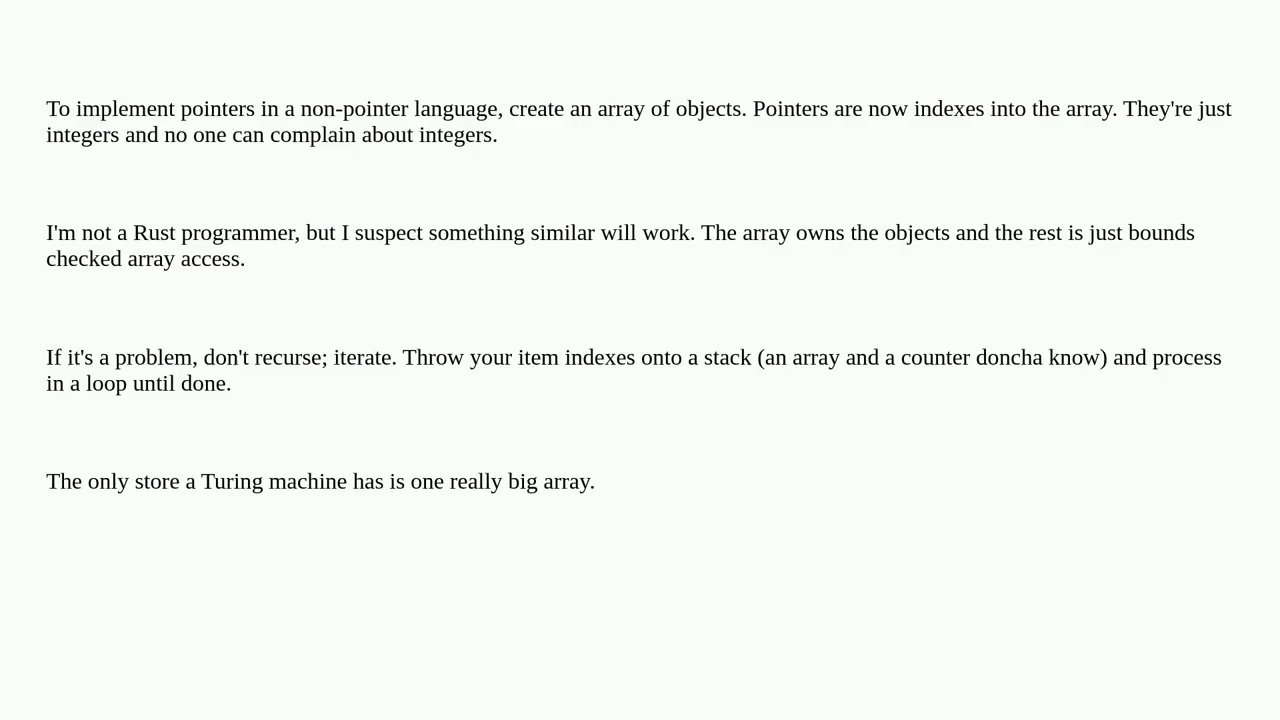 To implement pointers in a non-pointer language, create an array of objects. Pointers are now indexes into the array. They're just
integers and no one can complain about integers.
I'm not a Rust programmer, but I suspect something similar will work. The array owns the objects and the rest is just bounds
checked array access.
If it's a problem, don't recurse; iterate. Throw your item indexes onto a stack (an array and a counter doncha know) and process
in a loop until done.
The only store a Turing machine has is one really big array.